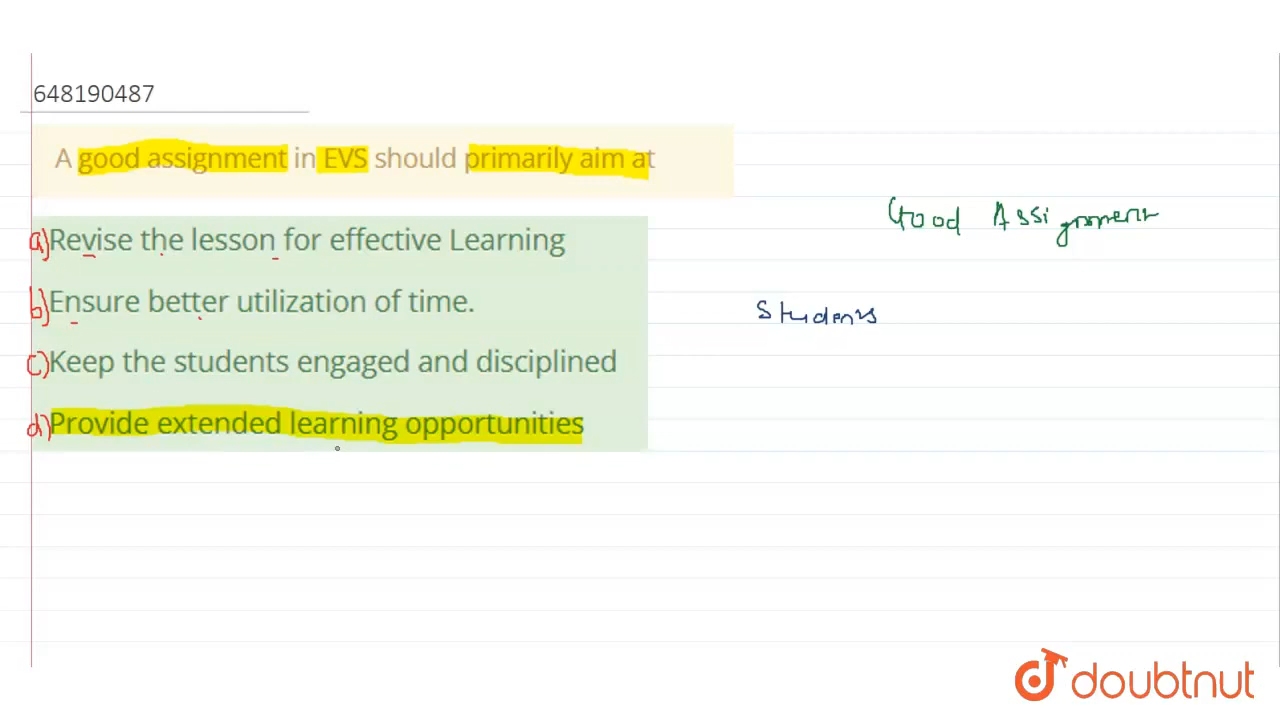 648190487
A good assignment in EVS should primarily aim at
Good Assignment
a) Revise the lesson for effective Learning
b) Ensure better utilization of time.
Students
c) Keep the students engaged and disciplined
d) Provide extended learning opportunities
doubtnut